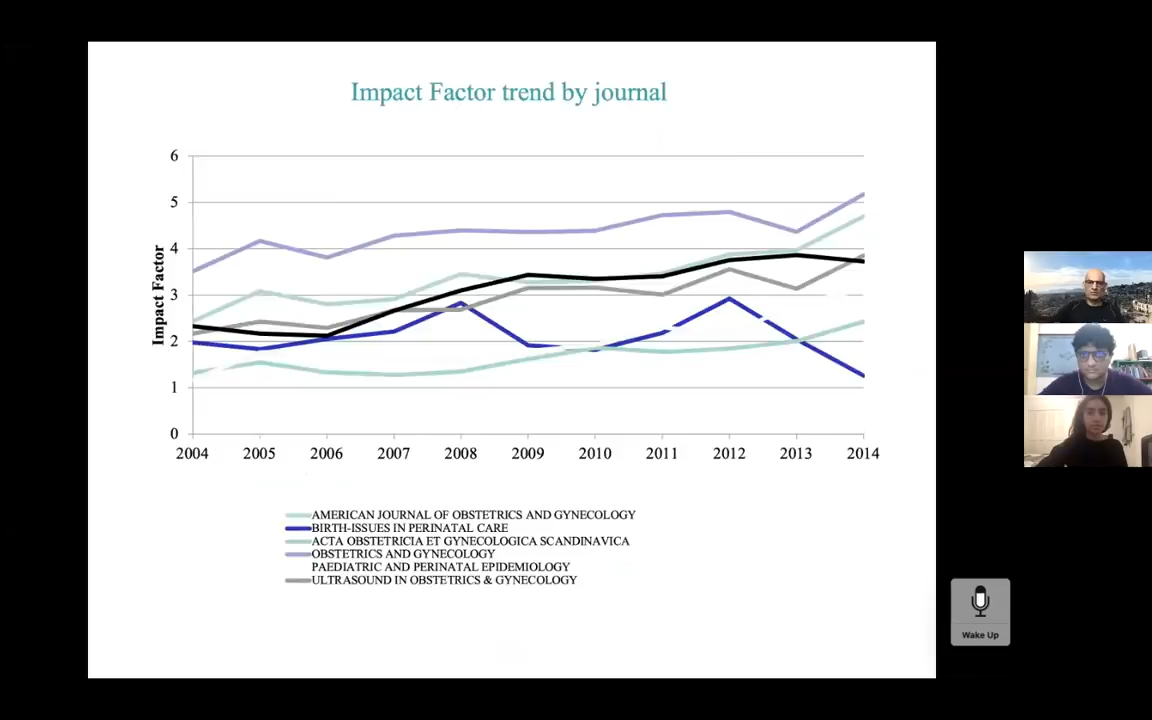 Impact Factor trend by journal
6
5
4
3
2
1
0
Impact Factor
2004 2005 2006 2007 2008 2009 2010 2011 2012 2013 2014
AMERICAN JOURNAL OF OBSTETRICS AND GYNECOLOGY
BIRTH-ISSUES IN PERINATAL CARE
ACTA OBSTETRICIA ET GYNECOLOGICA SCANDINAVICA
OBSTETRICS AND GYNECOLOGY
PAEDIATRIC AND PERINATAL EPIDEMIOLOGY
ULTRASOUND IN OBSTETRICS & GYNECOLOGY
Wake Up